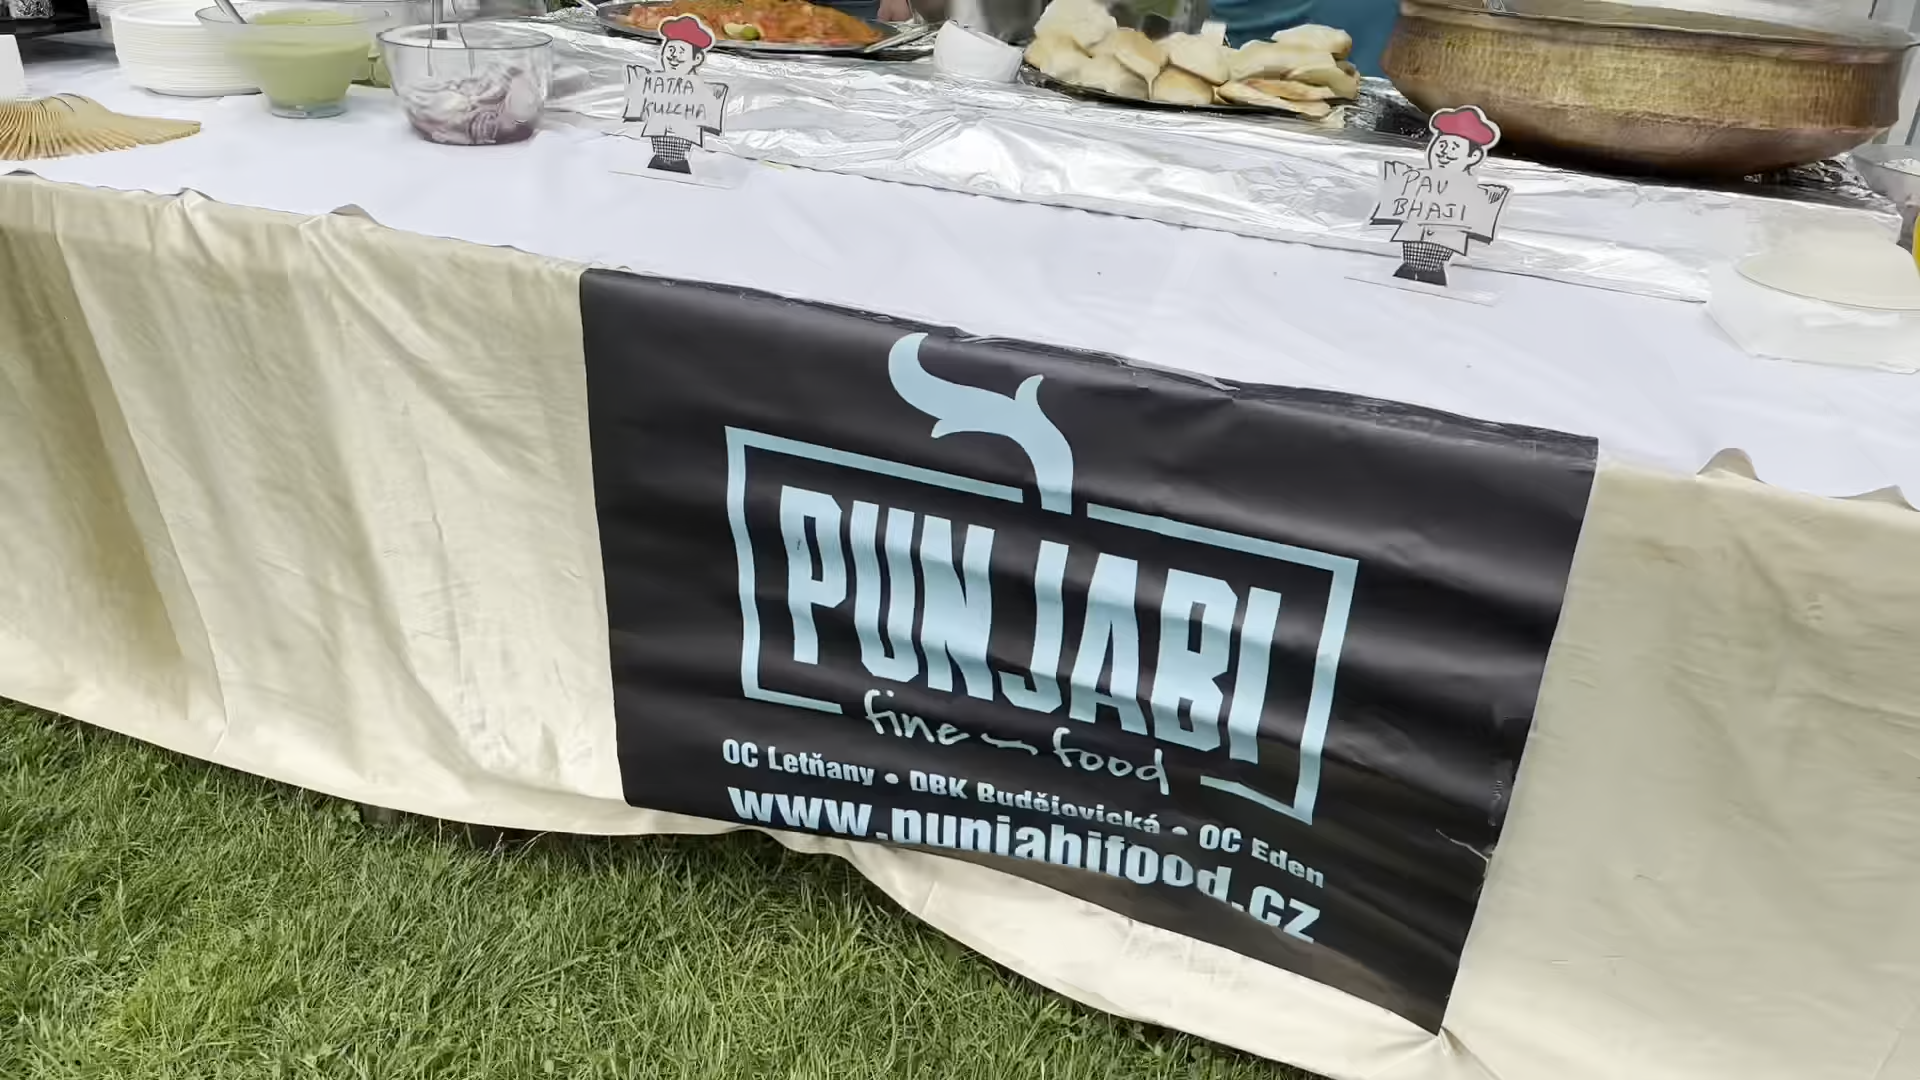 MATRA
KULCHA
PAV
BHAJI
PUNJABI
fine food
OC Letňany • DBK Budějovická • OC Eden
www.punjabifood.cz